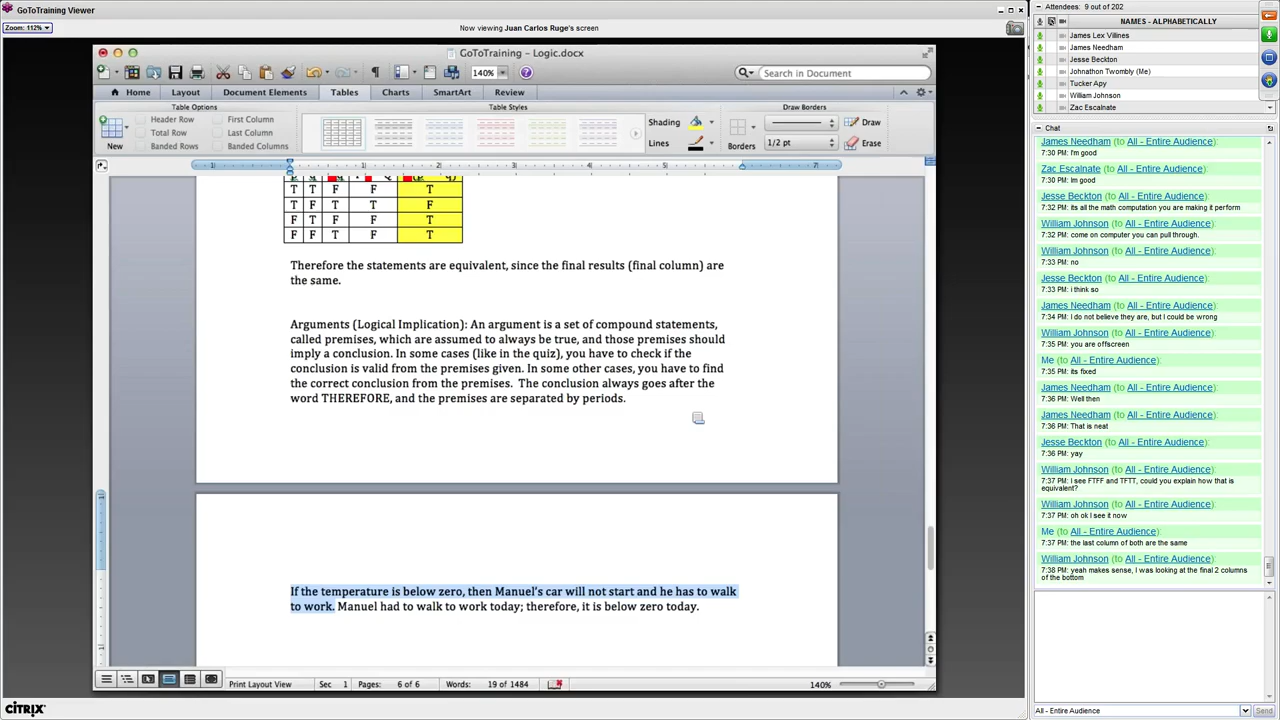 GoToTraining Viewer
Zoom: 112%
Now viewing Juan Carlos Ruge's screen
GoToTraining – Logic.docx
140%
Search in Document
Home Layout Document Elements Tables Charts SmartArt Review
Table Options Table Styles Draw Borders
Header Row First Column
Total Row Last Column
Banded Rows Banded Columns
New
Shading
Lines
Borders
1/2 pt
Draw
Erase
T T F F T
T F T T F
F T F F T
F F T F T
Therefore the statements are equivalent, since the final results (final column) are
the same.
Arguments (Logical Implication): An argument is a set of compound statements,
called premises, which are assumed to always be true, and those premises should
imply a conclusion. In some cases (like in the quiz), you have to check if the
conclusion is valid from the premises given. In some other cases, you have to find
the correct conclusion from the premises. The conclusion always goes after the
word THEREFORE, and the premises are separated by periods.
If the temperature is below zero, then Manuel's car will not start and he has to walk
to work. Manuel had to walk to work today; therefore, it is below zero today.
Print Layout View Sec 1 Pages: 6 of 6 Words: 19 of 1484 140%
CITRIX
Attendees: 9 out of 202
NAMES - ALPHABETICALLY
James Lex Villines
James Needham
Jesse Beckton
Johnathon Twombly (Me)
Tucker Apy
William Johnson
Zac Escalnate
Chat
James Needham (to All - Entire Audience):
7:30 PM: I'm good
Zac Escalnate (to All - Entire Audience):
7:30 PM: Im good
Jesse Beckton (to All - Entire Audience):
7:32 PM: its all the math computation you are making it perform
William Johnson (to All - Entire Audience):
7:32 PM: come on computer you can pull through.
William Johnson (to All - Entire Audience):
7:33 PM: no
Jesse Beckton (to All - Entire Audience):
7:33 PM: i think so
James Needham (to All - Entire Audience):
7:34 PM: I do not believe they are, but I could be wrong
William Johnson (to All - Entire Audience):
7:35 PM: you are offscreen
Me (to All - Entire Audience):
7:35 PM: its fixed
James Needham (to All - Entire Audience):
7:36 PM: Well then
James Needham (to All - Entire Audience):
7:36 PM: That is neat
Jesse Beckton (to All - Entire Audience):
7:36 PM: yay
William Johnson (to All - Entire Audience):
7:37 PM: I see FTFF and TFTT, could you explain how that is
equivalent?
William Johnson (to All - Entire Audience):
7:37 PM: oh ok I see it now
Me (to All - Entire Audience):
7:37 PM: the last column of both are the same
William Johnson (to All - Entire Audience):
7:38 PM: yeah makes sense, I was looking at the final 2 columns
of the bottom
All - Entire Audience
Send